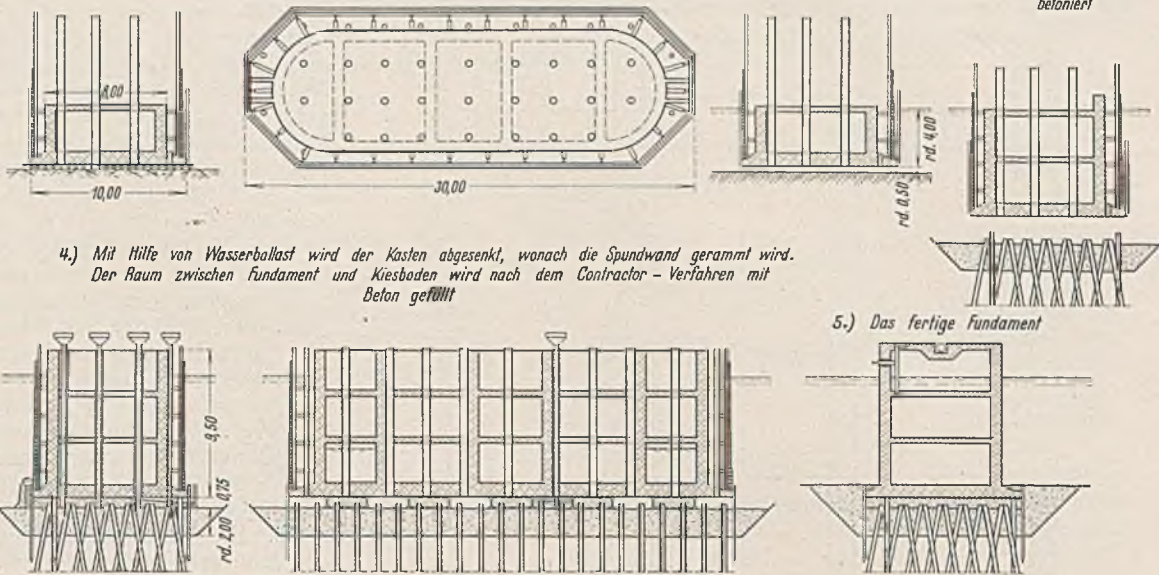 betoniert
8,00
10,00
30,00
rd. 4,00
rd. 0,50
4.) Mit Hilfe von Wasserballast wird der Kasten abgesenkt, wonach die Spundwand gerammt wird.
Der Raum zwischen Fundament und Kiesboden wird nach dem Contractor - Verfahren mit
Beton gefüllt
5.) Das fertige Fundament
9,50
0,75
rd. 2,00